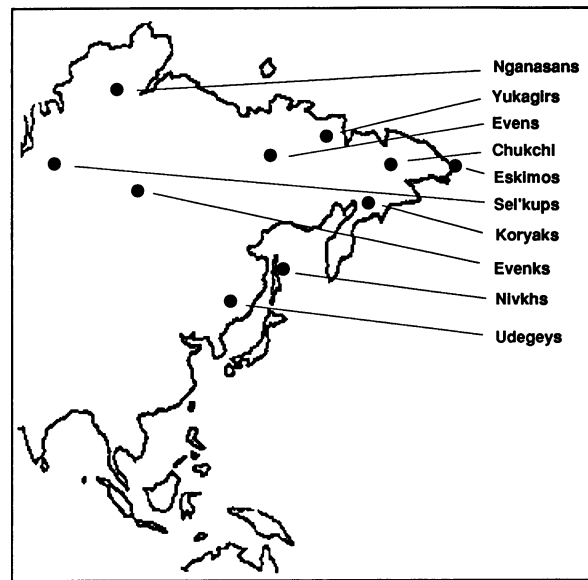 Nganasans
Yukagirs
Evens
Chukchi
Eskimos
Sel'kups
Koryaks
Evenks
Nivkhs
Udegeys